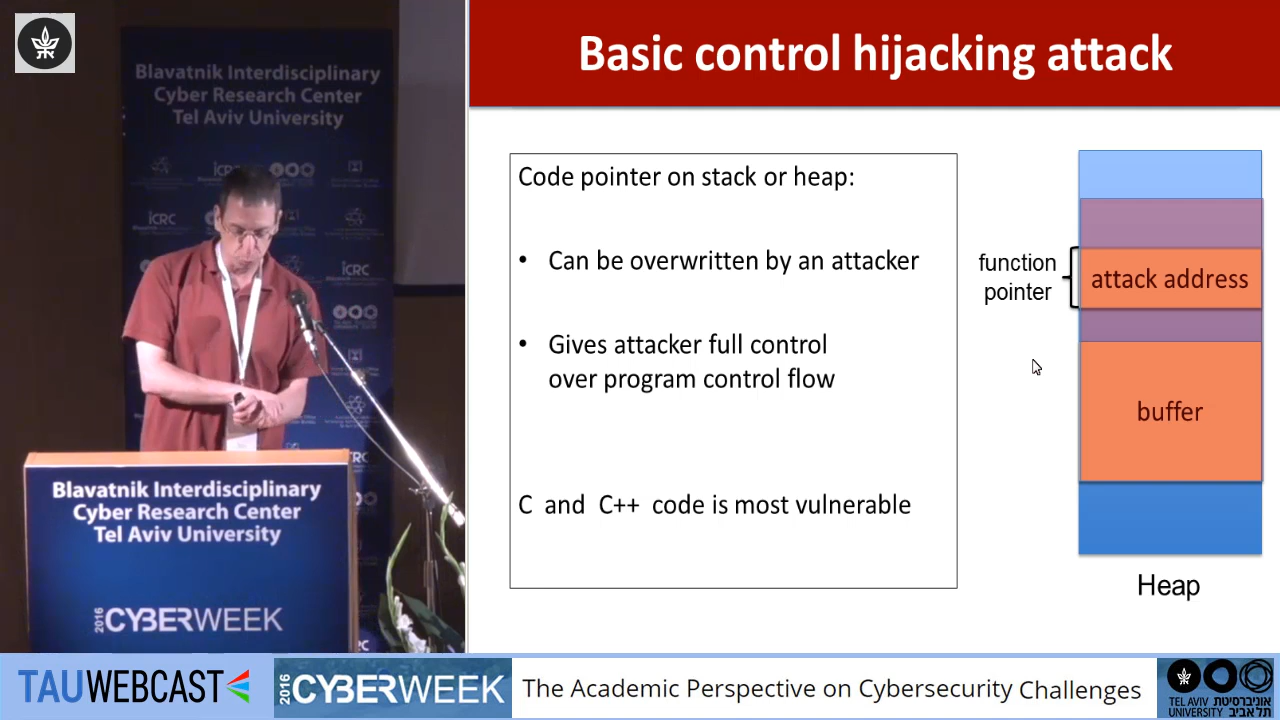 Blavatnik Interdisciplinary
Cyber Research Center
Tel Aviv University
iCRC
iCRC
iCRC
Blavatnik Interdisciplinary
Cyber Research Center
Tel Aviv University
2016 CYBERWEEK
Basic control hijacking attack
Code pointer on stack or heap:
• Can be overwritten by an attacker
• Gives attacker full control
over program control flow
C and C++ code is most vulnerable
function
pointer
attack address
buffer
Heap
TAUWEBCAST
2016 CYBERWEEK
The Academic Perspective on Cybersecurity Challenges
TEL AVIV אוניברסיטת
UNIVERSITY תל אביב